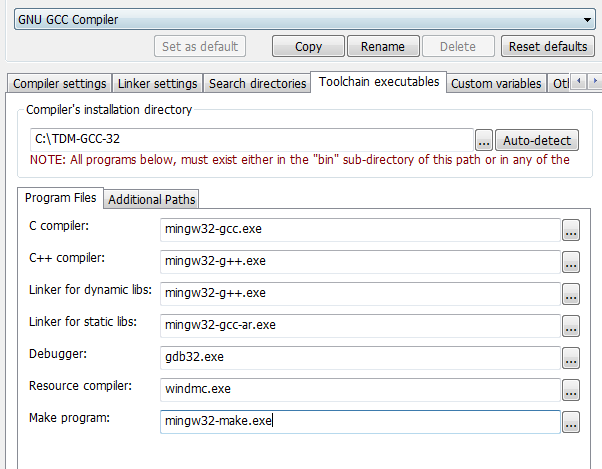 GNU GCC Compiler
Set as default Copy Rename Delete Reset defaults
Compiler settings Linker settings Search directories Toolchain executables Custom variables
Compiler's installation directory
C:\TDM-GCC-32 ... Auto-detect
NOTE: All programs below, must exist either in the "bin" sub-directory of this path or in any of the
Program Files Additional Paths
C compiler: mingw32-gcc.exe ...
C++ compiler: mingw32-g++.exe ...
Linker for dynamic libs: mingw32-g++.exe ...
Linker for static libs: mingw32-gcc-ar.exe ...
Debugger: gdb32.exe ...
Resource compiler: windmc.exe ...
Make program: mingw32-make.exe ...